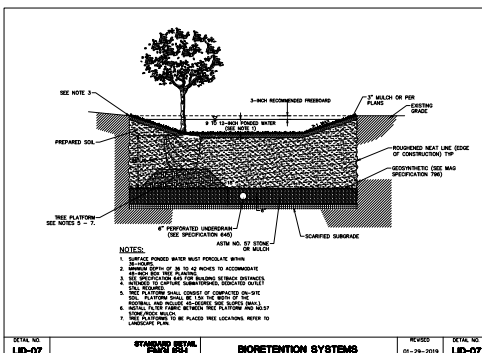 3-INCH RECOMMENDED FREEBOARD
3" MULCH OR PER
PLANS
SEE NOTE 3
9 TO 12-INCH PONDED WATER
(SEE NOTE 1)
EXISTING
GRADE
PREPARED SOIL
ROUGHENED NEAT LINE (EDGE
OF CONSTRUCTION) TYP
GEOSYNTHETIC (SEE MAG
SPECIFICATION 796)
TREE PLATFORM
SEE NOTES 5 - 7.
6" PERFORATED UNDERDRAIN
(SEE SPECIFICATION 645)
ASTM NO. 57 STONE
OR MULCH
SCARIFIED SUBGRADE
NOTES:
1. SURFACE PONDED WATER MUST PERCOLATE WITHIN
36-HOURS.
2. MINIMUM DEPTH OF 36 TO 42 INCHES TO ACCOMMODATE
48-INCH BOX TREE PLANTING.
3. SEE SPECIFICATION 645 FOR BUILDING SETBACK DISTANCES.
4. INTENDED TO CAPTURE SUBWATERSHED, DEDICATED OUTLET
STILL REQUIRED.
5. TREE PLATFORM SHALL CONSIST OF COMPACTED ON-SITE
SOIL. PLATFORM SHALL BE 1.5X THE WIDTH OF THE
ROOTBALL AND INCLUDE 45-DEGREE SIDE SLOPES (MAX.)
6. INSTALL FILTER FABRIC BETWEEN TREE PLATFORM AND NO.57
STONE/ROCK MULCH.
7. TREE PLATFORMS TO BE PLACED TREE LOCATIONS. REFER TO
LANDSCAPE PLAN.
DETAIL NO.
LID-07
STANDARD DETAIL
ENGLISH
BIORETENTION SYSTEMS
REVISED
01-29-2019
DETAIL NO.
LID-07